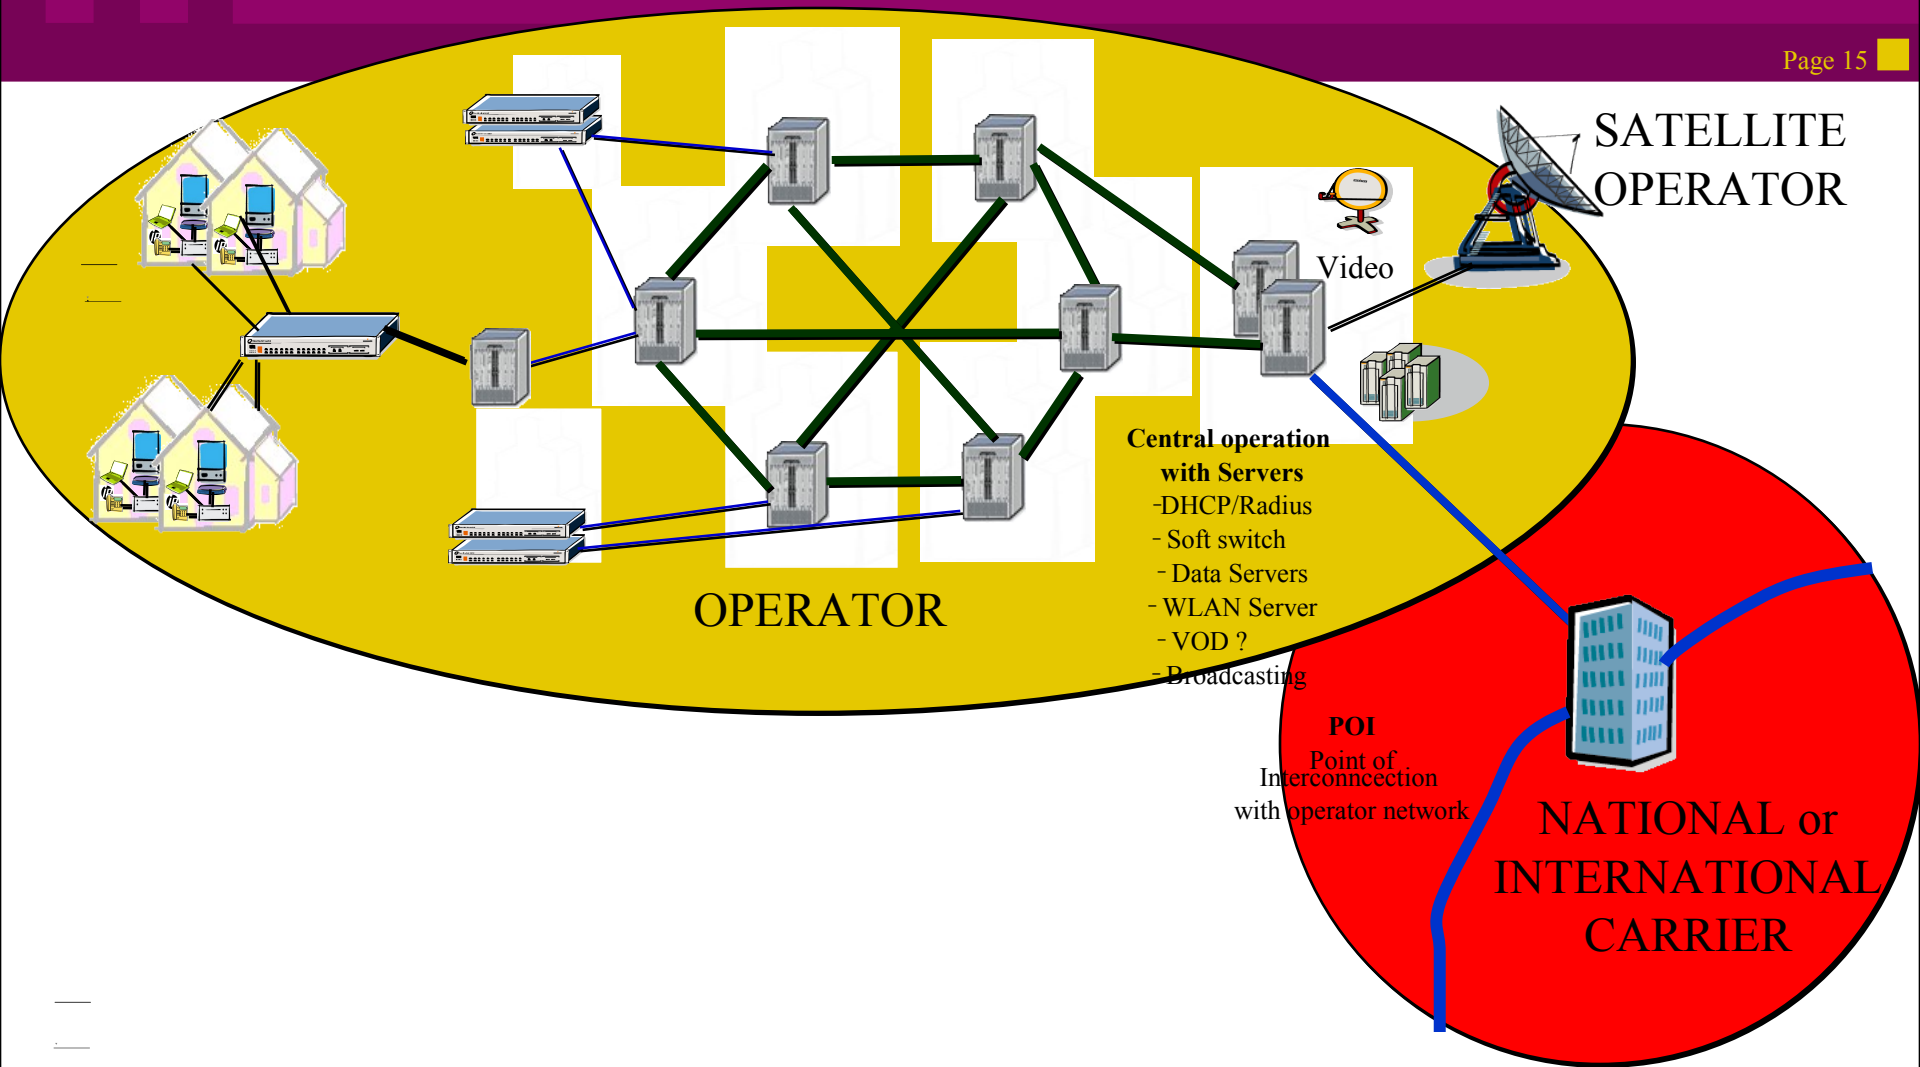 Page 15
SATELLITE
OPERATOR
Video
Central operation
with Servers
-DHCP/Radius
- Soft switch
- Data Servers
- WLAN Server
- VOD ?
- Broadcasting
OPERATOR
POI
Point of
Interconncection
with operator network
NATIONAL or
INTERNATIONAL
CARRIER